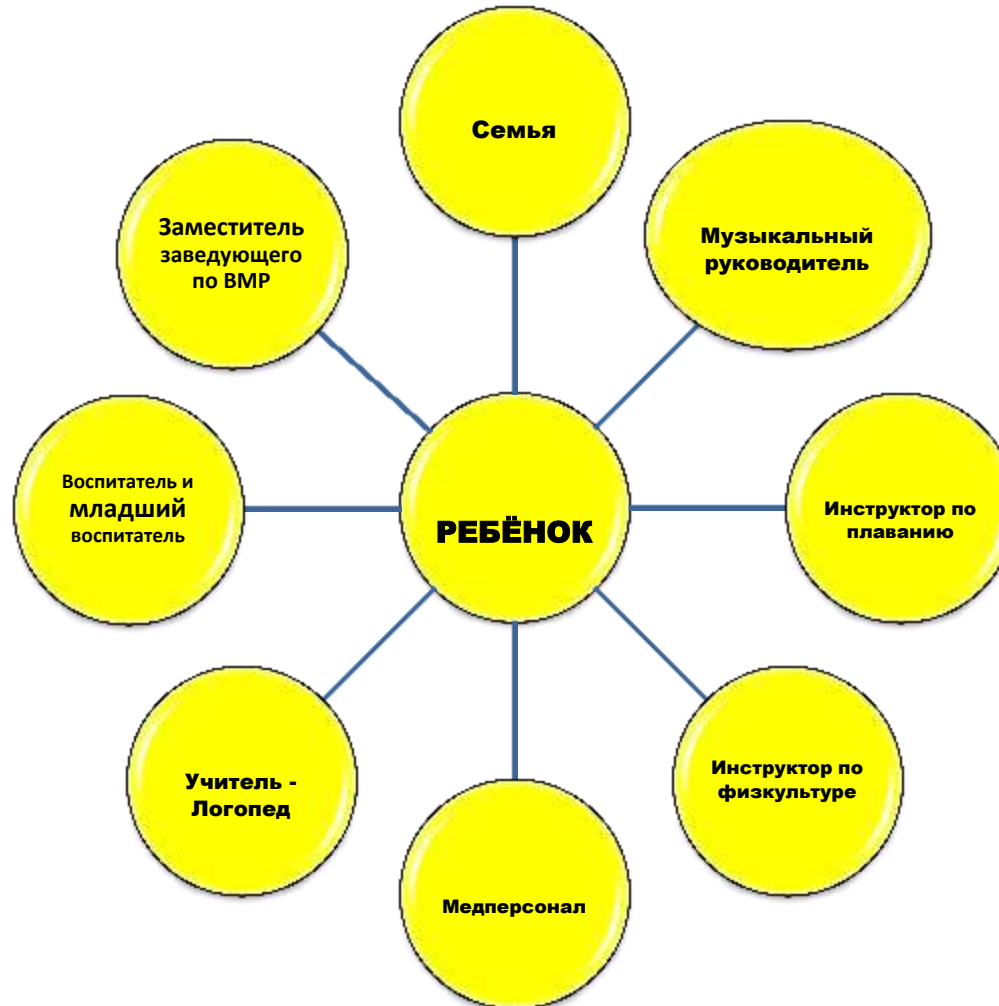 Семья
Музыкальный
руководитель
Заместитель
заведующего
по ВМР
Воспитатель и
младший
воспитатель
РЕБЁНОК
Инструктор по
плаванию
Учитель -
Логопед
Инструктор по
физкультуре
Медперсонал